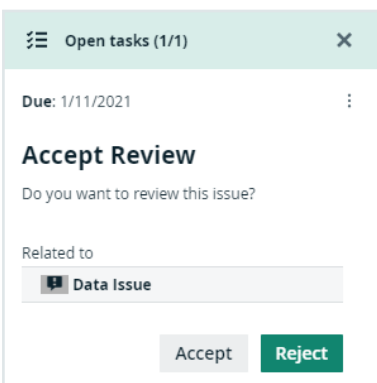 Open tasks (1/1)
Due: 1/11/2021
Accept Review
Do you want to review this issue?
Related to
Data Issue
Accept Reject